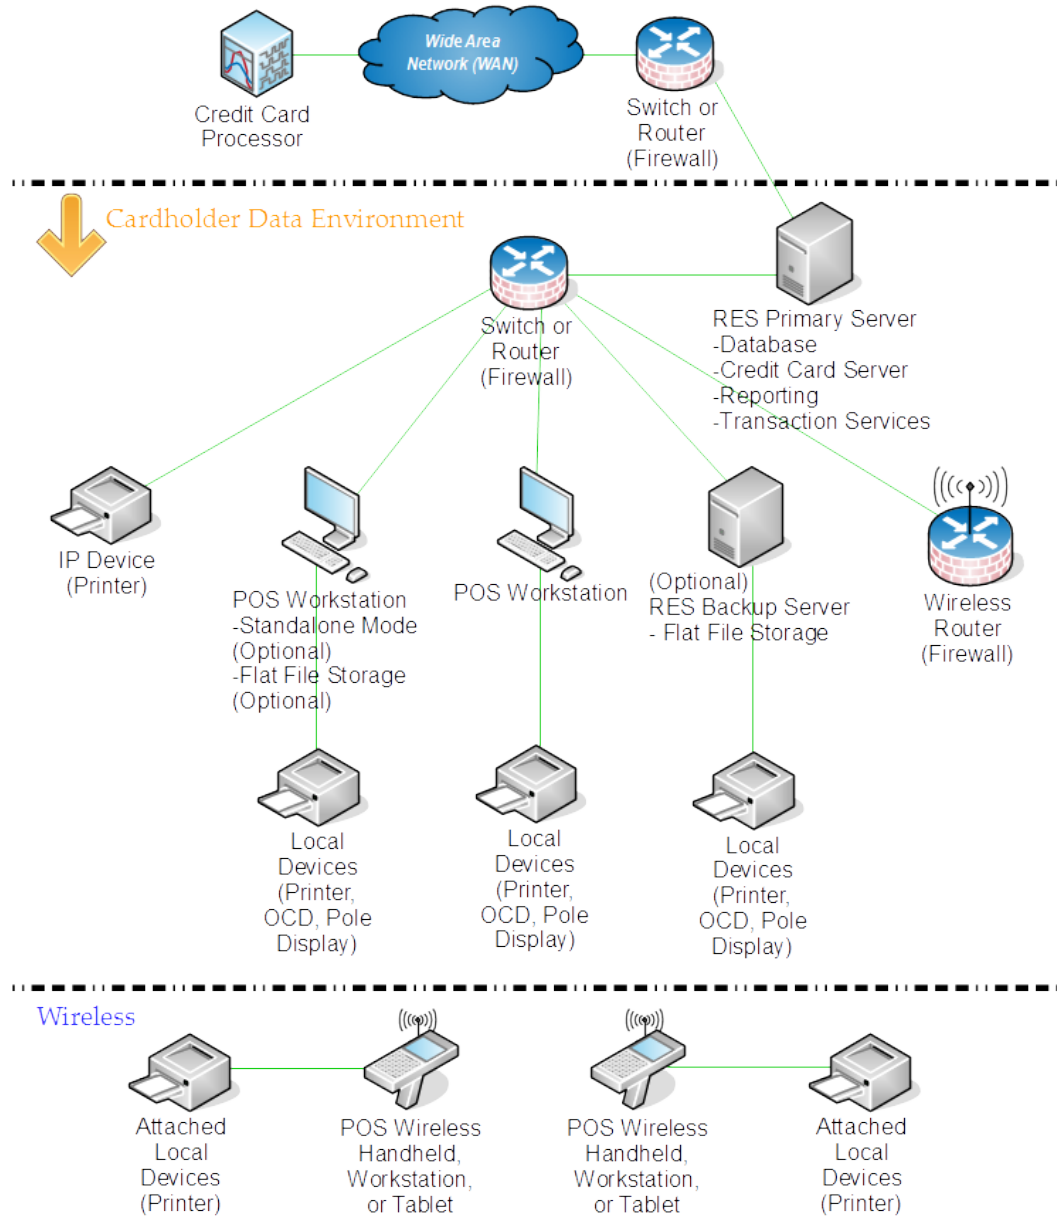 Wide Area
Network (WAN)
Credit Card
Processor
Switch or
Router
(Firewall)
Cardholder Data Environment
Switch or
Router
(Firewall)
RES Primary Server
-Database
-Credit Card Server
-Reporting
-Transaction Services
IP Device
(Printer)
POS Workstation
-Standalone Mode
(Optional)
-Flat File Storage
(Optional)
POS Workstation
(Optional)
RES Backup Server
- Flat File Storage
Wireless
Router
(Firewall)
Local
Devices
(Printer,
OCD, Pole
Display)
Local
Devices
(Printer,
OCD, Pole
Display)
Local
Devices
(Printer,
OCD, Pole
Display)
Wireless
Attached
Local
Devices
(Printer)
POS Wireless
Handheld,
Workstation,
or Tablet
POS Wireless
Handheld,
Workstation,
or Tablet
Attached
Local
Devices
(Printer)